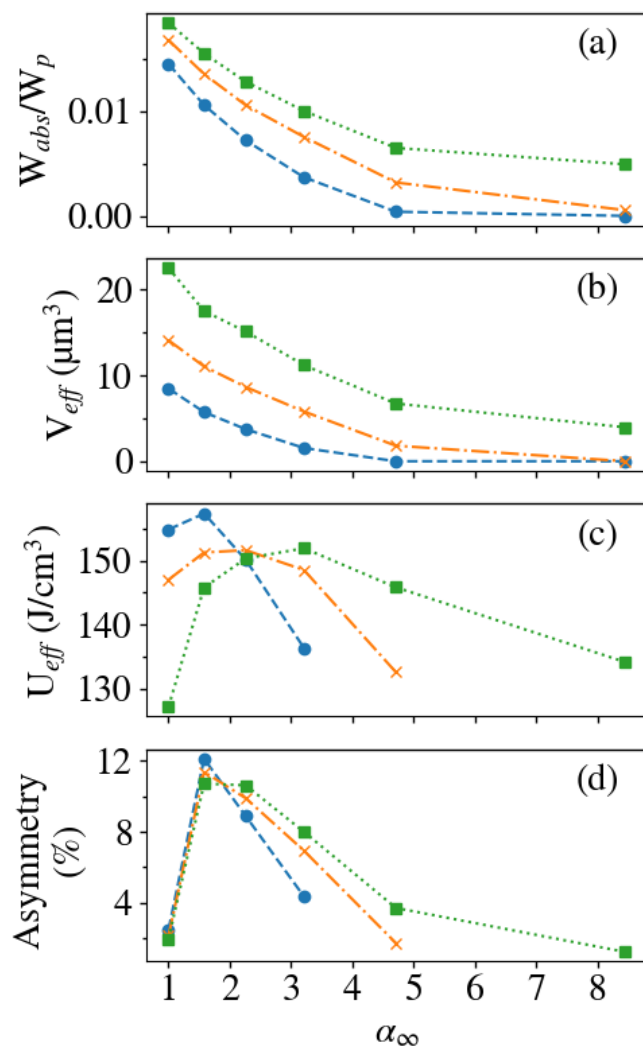 (a)
W_abs/W_p
0.01
0.00
(b)
V_eff (μm³)
20
10
0
(c)
U_eff (J/cm³)
150
140
130
(d)
Asymmetry
(%)
12
8
4
1 2 3 4 5 6 7 8
α_∞